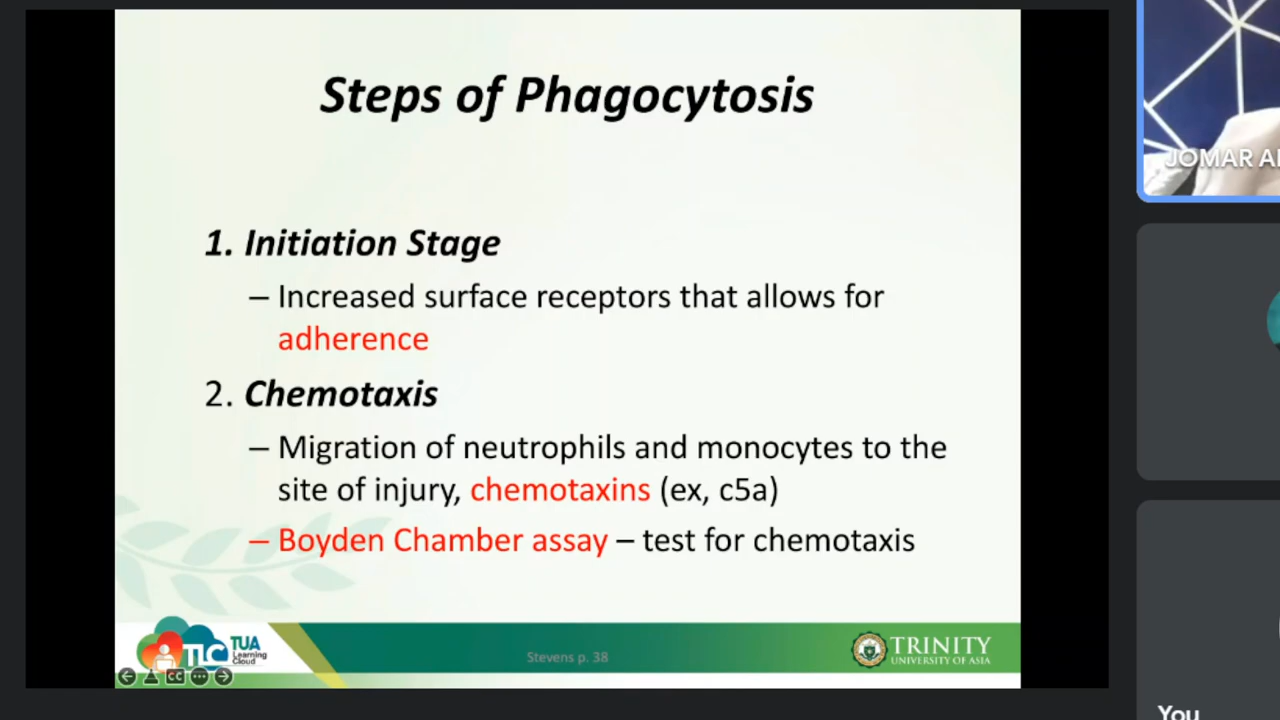 Steps of Phagocytosis
1. Initiation Stage
– Increased surface receptors that allows for
adherence
2. Chemotaxis
– Migration of neutrophils and monocytes to the
site of injury, chemotaxins (ex, c5a)
– Boyden Chamber assay – test for chemotaxis
TLC TUA
Learning
Cloud
CC
Stevens p. 38
TRINITY
UNIVERSITY OF ASIA
JOMAR
You